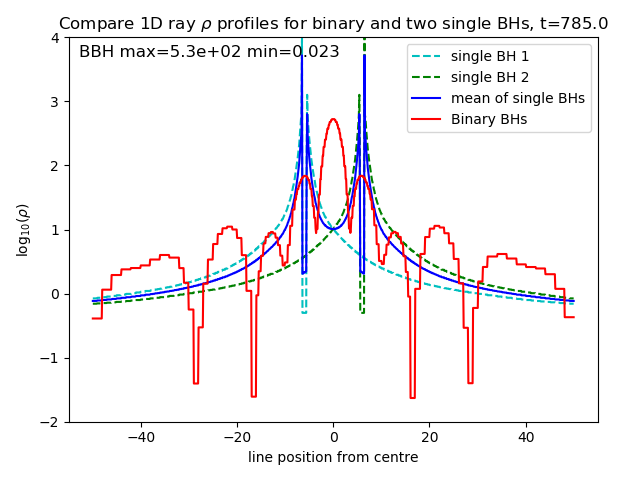 Compare 1D ray ρ profiles for binary and two single BHs, t=785.0
BBH max=5.3e+02 min=0.023
single BH 1
single BH 2
mean of single BHs
Binary BHs
4
3
2
1
0
−1
−2
log₁₀(ρ)
−40 −20 0 20 40
line position from centre